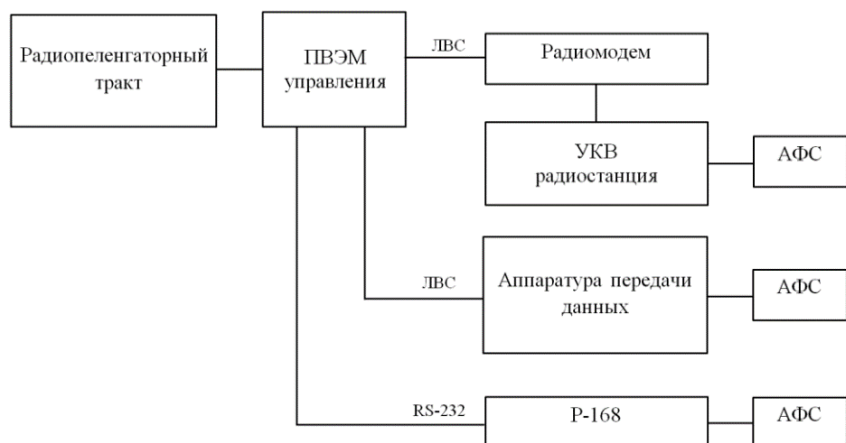 Радиопеленгаторный
тракт
ПВЭМ
управления
ЛВС
Радиомодем
УКВ
радиостанция
АФС
ЛВС
Аппаратура передачи
данных
АФС
RS-232
Р-168
АФС